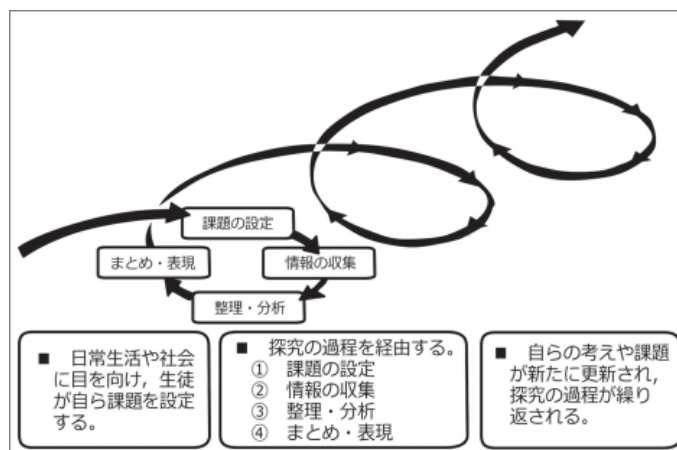 課題の設定
まとめ・表現
情報の収集
整理・分析
■ 日常生活や社会
に目を向け，生徒
が自ら課題を設定
する。
■ 探究の過程を経由する。
① 課題の設定
② 情報の収集
③ 整理・分析
④ まとめ・表現
■ 自らの考えや課題
が新たに更新され，
探究の過程が繰り
返される。